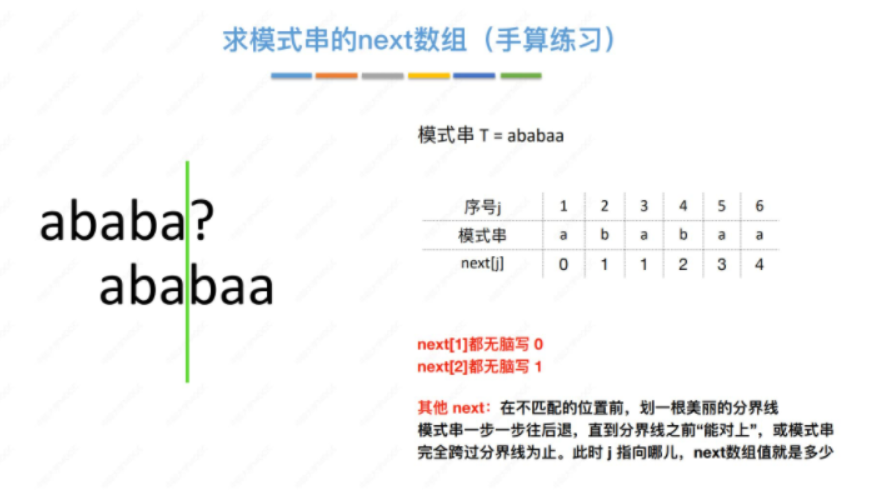 求模式串的next数组（手算练习）
模式串 T = ababaa
ababa?
ababaa
序号j 1 2 3 4 5 6
模式串 a b a b a a
next[j] 0 1 1 2 3 4
next[1]都无脑写 0
next[2]都无脑写 1
其他 next：在不匹配的位置前，划一根美丽的分界线
模式串一步一步往后退，直到分界线之前“能对上”，或模式串
完全跨过分界线为止。此时 j 指向哪儿，next数组值就是多少